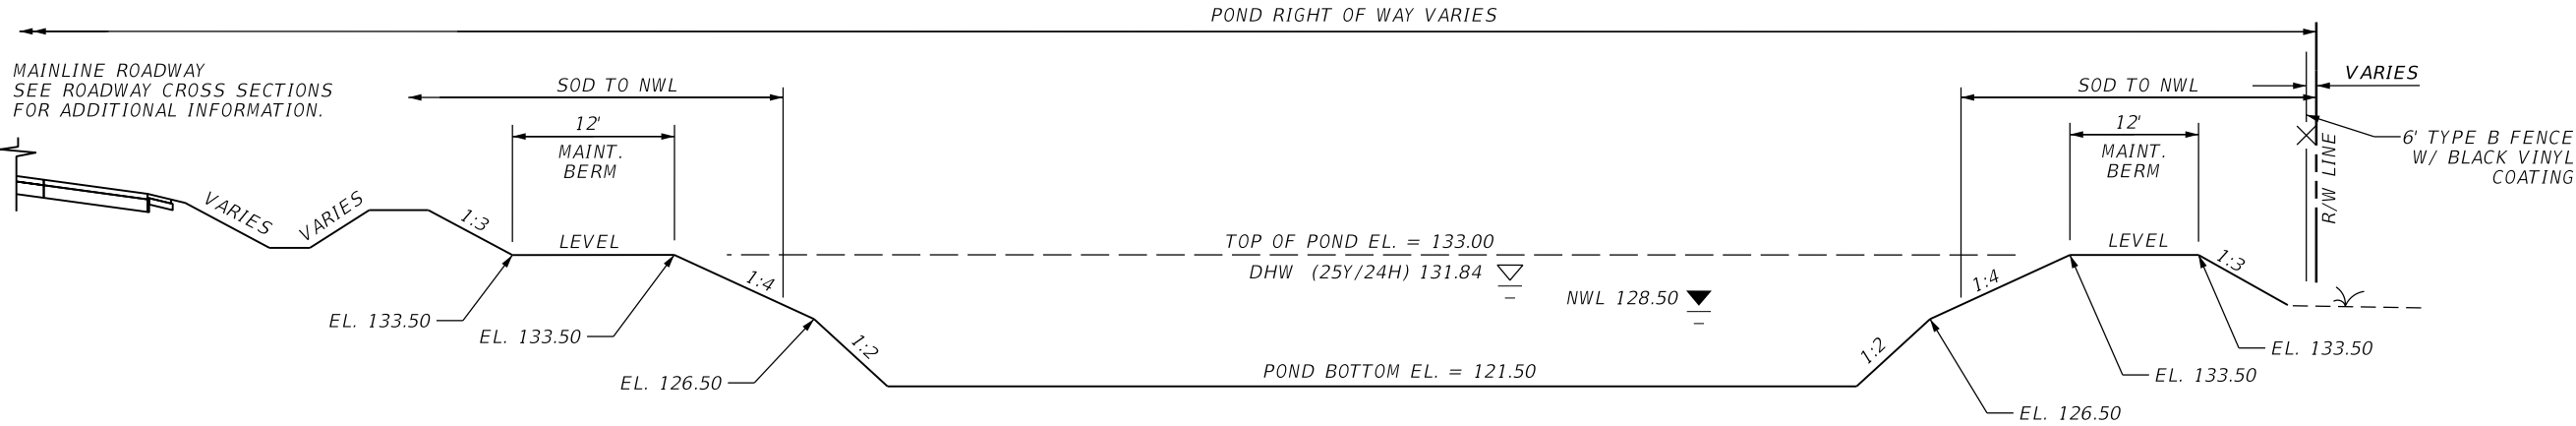 POND RIGHT OF WAY VARIES
MAINLINE ROADWAY
SEE ROADWAY CROSS SECTIONS
FOR ADDITIONAL INFORMATION.
SOD TO NWL
SOD TO NWL
VARIES
12'
MAINT.
BERM
12'
MAINT.
BERM
6' TYPE B FENCE
W/ BLACK VINYL
COATING
R/W LINE
VARIES
VARIES
1:3
LEVEL
1:4
1:2
TOP OF POND EL. = 133.00
DHW (25Y/24H) 131.84
NWL 128.50
LEVEL
1:3
1:4
1:2
EL. 133.50
EL. 133.50
EL. 126.50
POND BOTTOM EL. = 121.50
EL. 133.50
EL. 133.50
EL. 126.50